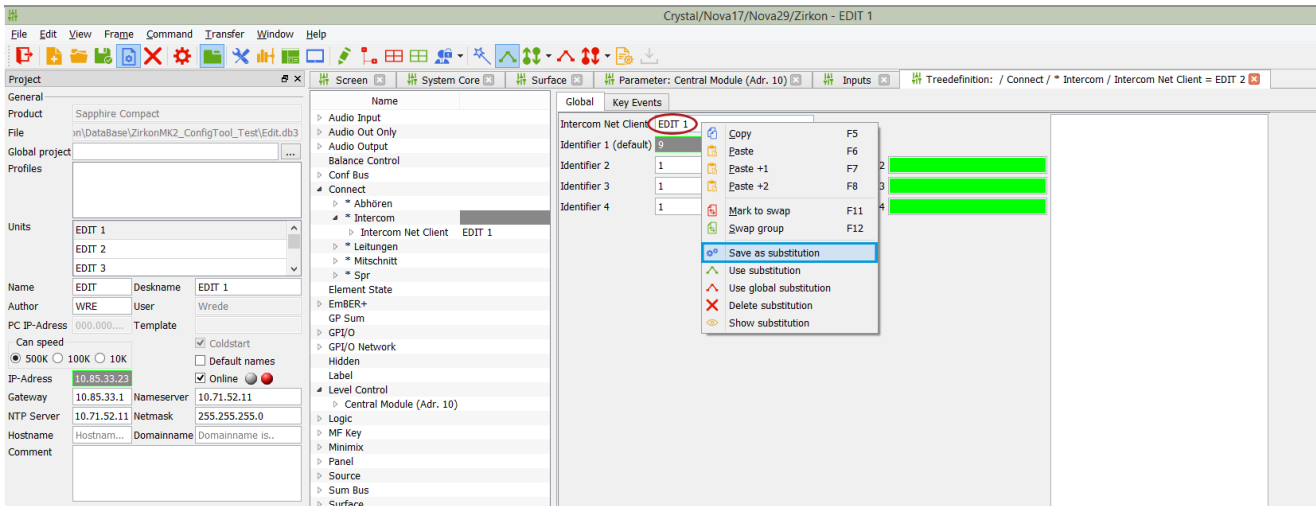 Crystal/Nova17/Nova29/Zirkon - EDIT 1
File Edit View Frame Command Transfer Window Help
Project
Screen
System Core
Surface
Parameter: Central Module (Adr. 10)
Inputs
Treedefinition: / Connect / * Intercom / Intercom Net Client = EDIT 2
General
Product Sapphire Compact
File on\DataBase\ZirkonMK2_ConfigTool_Test\Edit.db3
Global project ...
Profiles
Units
EDIT 1
EDIT 2
EDIT 3
Name EDIT Deskname EDIT 1
Author WRE User Wrede
PC IP-Adress 000.000.... Template
Can speed
Coldstart
500K 100K 10K
Default names
IP-Adress 10.85.33.23 Online
Gateway 10.85.33.1 Nameserver 10.71.52.11
NTP Server 10.71.52.11 Netmask 255.255.255.0
Hostname Hostnam... Domainname Domainname is..
Comment
Name
Audio Input
Audio Out Only
Audio Output
Balance Control
Conf Bus
Connect
* Abhören
* Intercom
Intercom Net Client EDIT 1
* Leitungen
* Mitschnitt
* Spr
Element State
EmBER+
GP Sum
GPI/O
GPI/O Network
Hidden
Label
Level Control
Central Module (Adr. 10)
Logic
MF Key
Minimix
Panel
Source
Sum Bus
Surface
Global Key Events
Intercom Net Client EDIT 1
Identifier 1 (default) 9
Identifier 2 1 2
Identifier 3 1 3
Identifier 4 1 4
Copy F5
Paste F6
Paste +1 F7
Paste +2 F8
Mark to swap F11
Swap group F12
Save as substitution
Use substitution
Use global substitution
Delete substitution
Show substitution